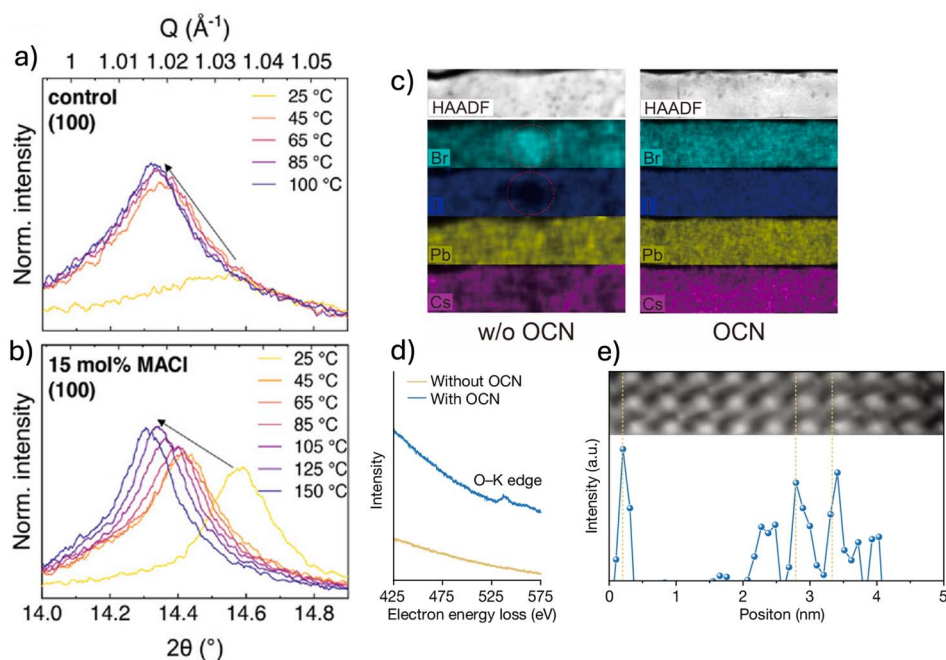 Q (Å⁻¹)
1 1.01 1.02 1.03 1.04 1.05
a)
control
(100)
25 °C
45 °C
65 °C
85 °C
100 °C
Norm. intensity
b)
15 mol% MACl
(100)
25 °C
45 °C
65 °C
85 °C
105 °C
125 °C
150 °C
Norm. intensity
14.0 14.2 14.4 14.6 14.8
2θ (°)
c)
HAADF
Br
Pb
Cs
w/o OCN
HAADF
Br
Pb
Cs
OCN
d)
Without OCN
With OCN
O–K edge
Intensity
425 475 525 575
Electron energy loss (eV)
e)
Intensity (a.u.)
0 1 2 3 4 5
Positon (nm)